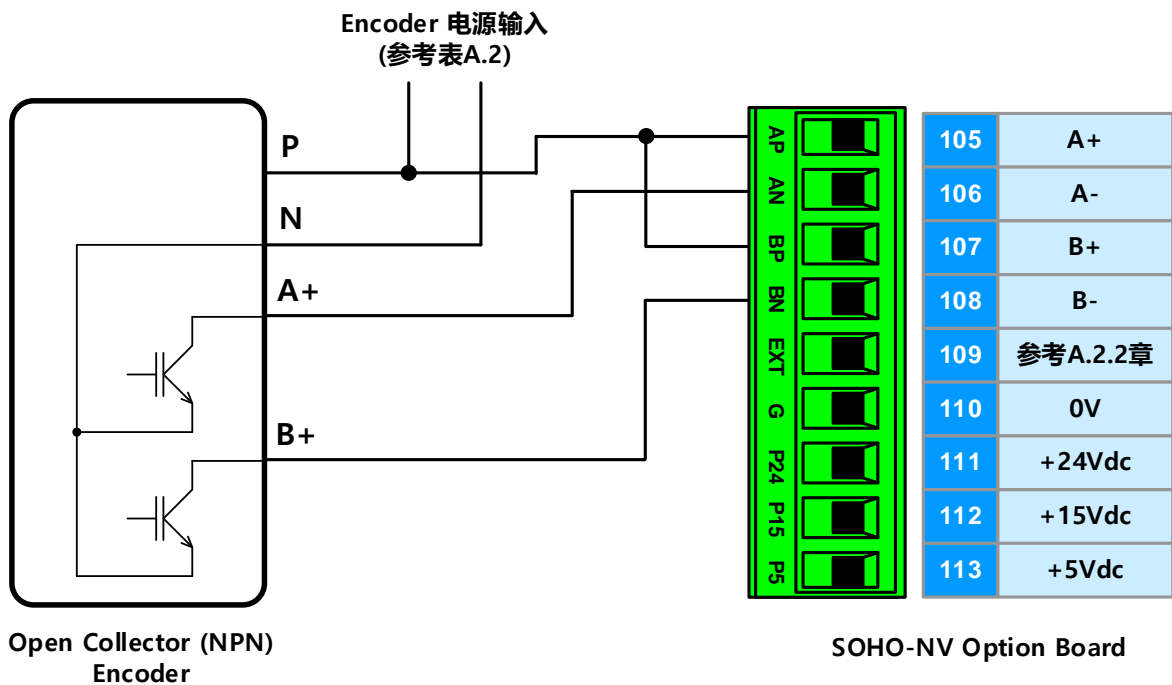 Encoder 电源输入
(参考表A.2)
P
N
A+
B+
AP
AN
BP
BN
EXT
G
P24
P15
P5
105 A+
106 A-
107 B+
108 B-
109 参考A.2.2章
110 0V
111 +24Vdc
112 +15Vdc
113 +5Vdc
Open Collector (NPN)
Encoder
SOHO-NV Option Board